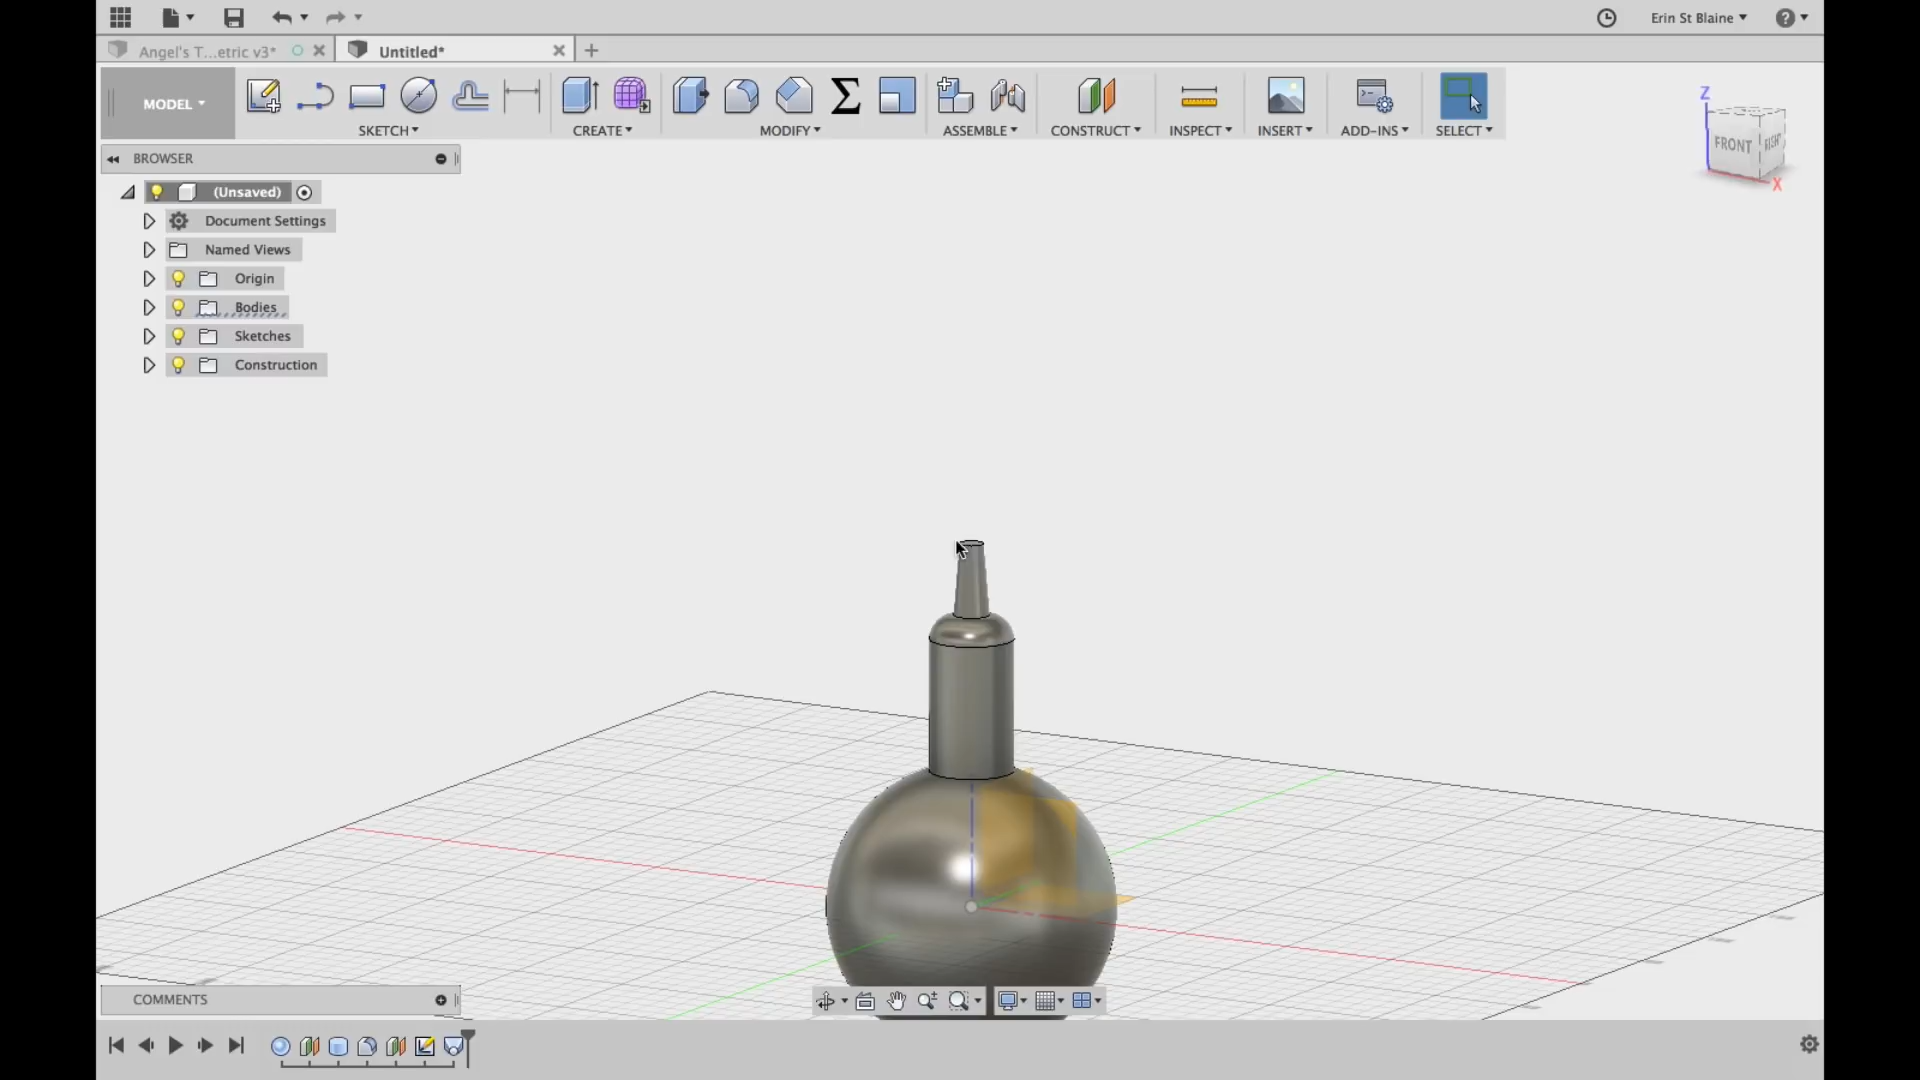 Erin St Blaine
Angel's T...etric v3*
Untitled*
MODEL
SKETCH
CREATE
MODIFY
ASSEMBLE
CONSTRUCT
INSPECT
INSERT
ADD-INS
SELECT
Z
FRONT
RIGHT
X
BROWSER
(Unsaved)
Document Settings
Named Views
Origin
Bodies
Sketches
Construction
COMMENTS